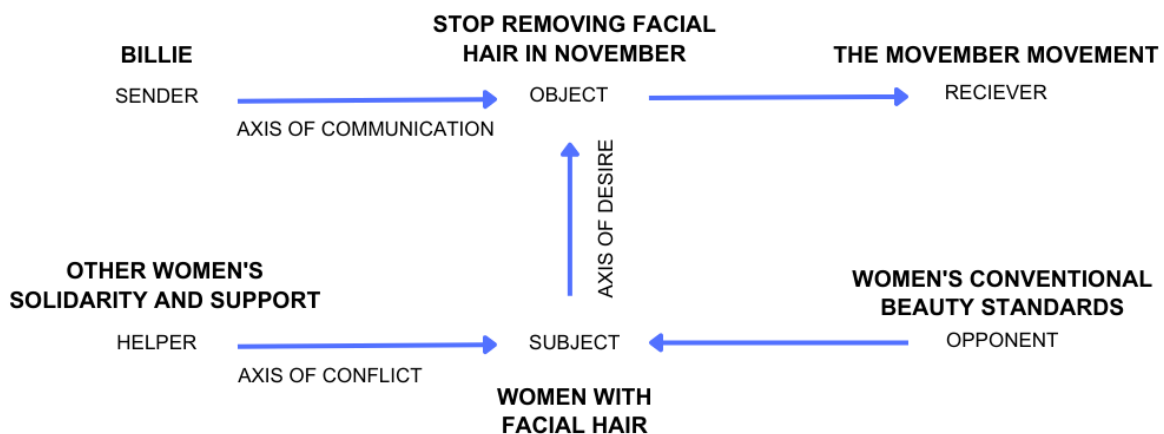 BILLIE
SENDER
STOP REMOVING FACIAL
HAIR IN NOVEMBER
OBJECT
THE MOVEMBER MOVEMENT
RECIEVER
AXIS OF COMMUNICATION
AXIS OF DESIRE
OTHER WOMEN'S
SOLIDARITY AND SUPPORT
HELPER
AXIS OF CONFLICT
SUBJECT
WOMEN WITH
FACIAL HAIR
WOMEN'S CONVENTIONAL
BEAUTY STANDARDS
OPPONENT